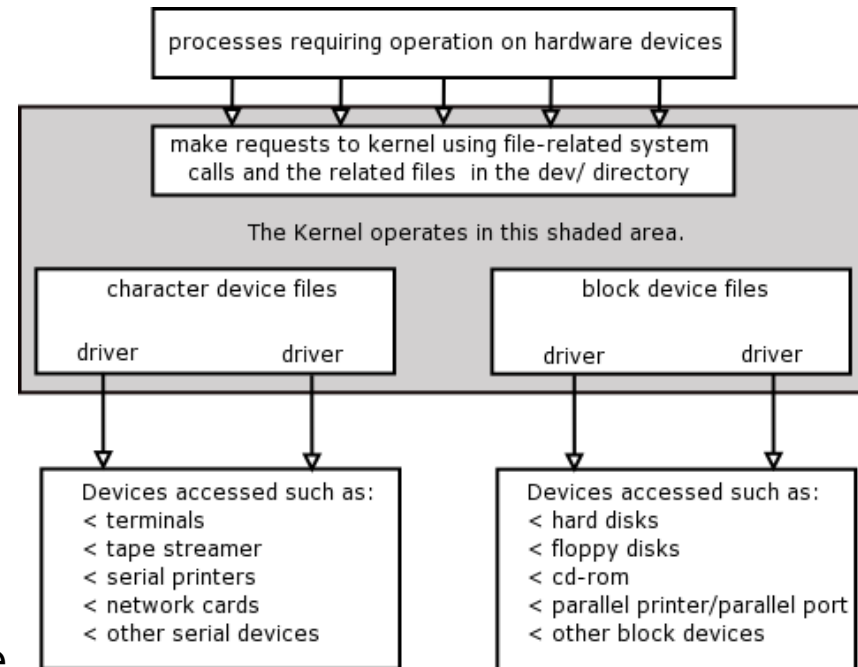 processes requiring operation on hardware devices
make requests to kernel using file-related system
calls and the related files in the dev/ directory
The Kernel operates in this shaded area.
character device files
driver driver
block device files
driver driver
Devices accessed such as:
< terminals
< tape streamer
< serial printers
< network cards
< other serial devices
Devices accessed such as:
< hard disks
< floppy disks
< cd-rom
< parallel printer/parallel port
< other block devices